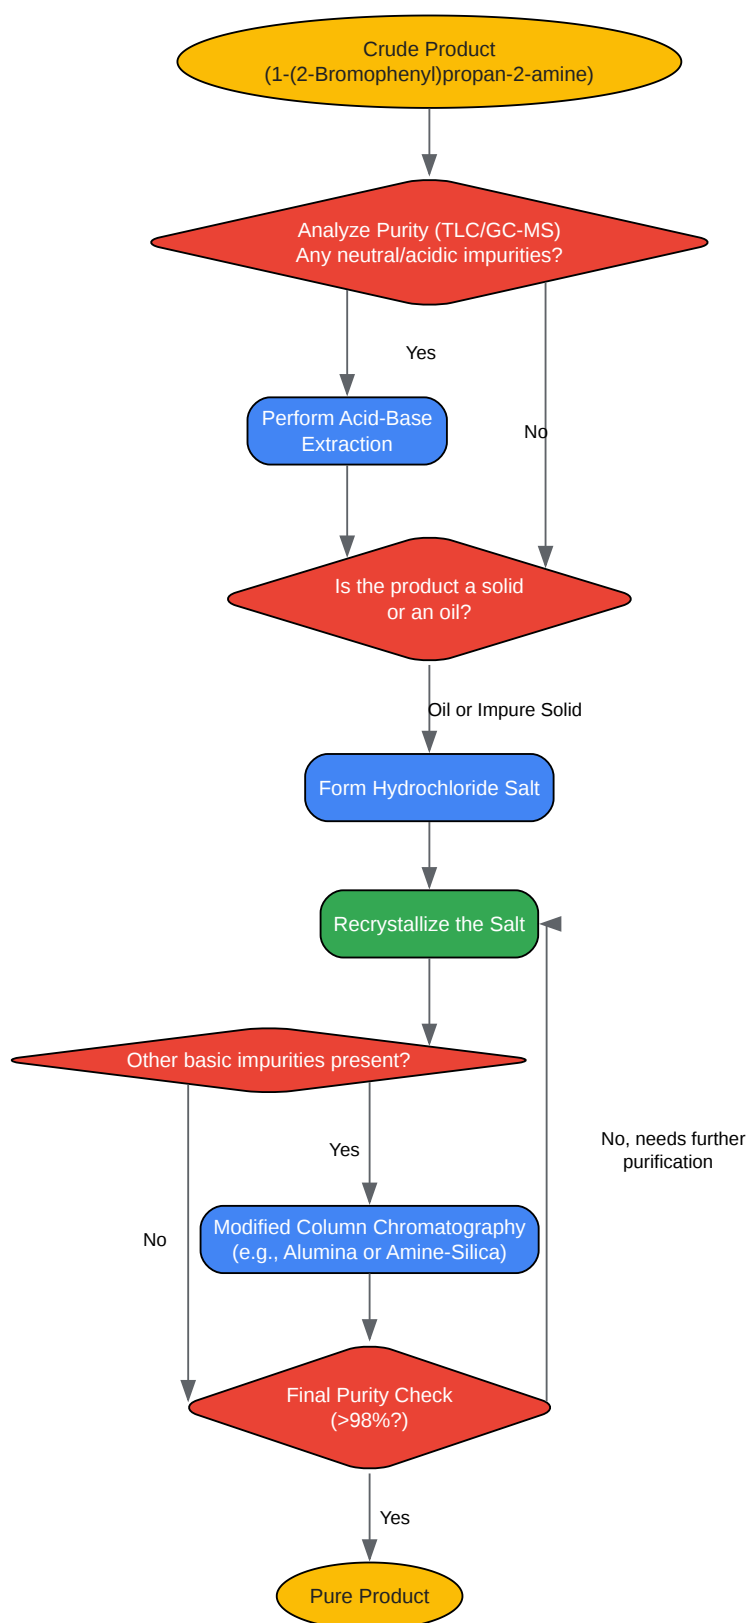 Crude Product
(1-(2-Bromophenyl)propan-2-amine)
Analyze Purity (TLC/GC-MS)
Any neutral/acidic impurities?
Yes
Perform Acid-Base
Extraction
No
Is the product a solid
or an oil?
Oil or Impure Solid
Form Hydrochloride Salt
Recrystallize the Salt
Other basic impurities present?
No, needs further
purification
Yes
Modified Column Chromatography
(e.g., Alumina or Amine-Silica)
No
Final Purity Check
(>98%?)
Yes
Pure Product